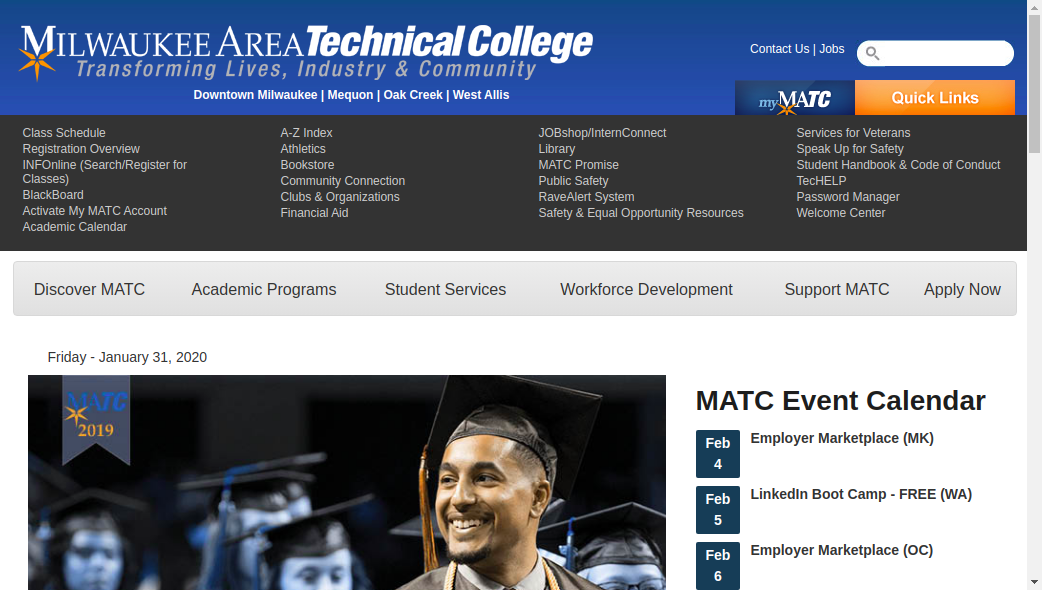 MILWAUKEE AREA Technical College
Transforming Lives, Industry & Community
Downtown Milwaukee | Mequon | Oak Creek | West Allis
Contact Us | Jobs
my MATC
Quick Links
Class Schedule
Registration Overview
INFOnline (Search/Register for
Classes)
BlackBoard
Activate My MATC Account
Academic Calendar
A-Z Index
Athletics
Bookstore
Community Connection
Clubs & Organizations
Financial Aid
JOBshop/InternConnect
Library
MATC Promise
Public Safety
RaveAlert System
Safety & Equal Opportunity Resources
Services for Veterans
Speak Up for Safety
Student Handbook & Code of Conduct
TecHELP
Password Manager
Welcome Center
Discover MATC
Academic Programs
Student Services
Workforce Development
Support MATC
Apply Now
Friday - January 31, 2020
MATC
2019
MATC Event Calendar
Feb
4
Employer Marketplace (MK)
Feb
5
LinkedIn Boot Camp - FREE (WA)
Feb
6
Employer Marketplace (OC)